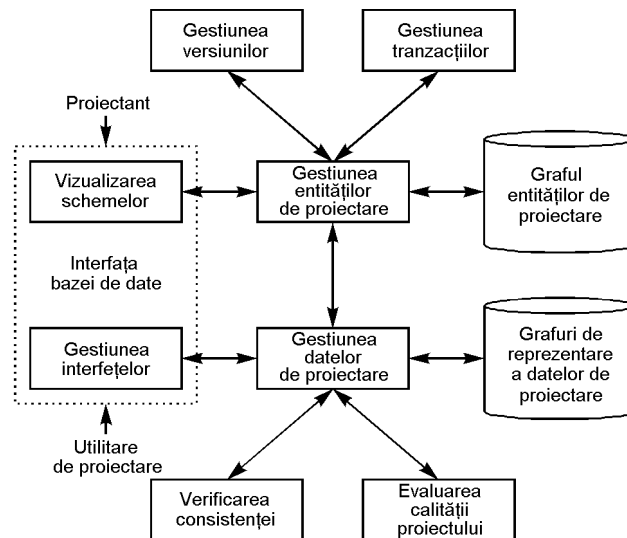 Gestiunea
versiunilor
Gestiunea
tranzacțiilor
Proiectant
Vizualizarea
schemelor
Gestiunea
entităților
de proiectare
Graful
entităților de
proiectare
Interfața
bazei de date
Gestiunea
interfețelor
Gestiunea
datelor
de proiectare
Grafuri de
reprezentare
a datelor de
proiectare
Utilitare
de proiectare
Verificarea
consistenței
Evaluarea
calității
proiectului